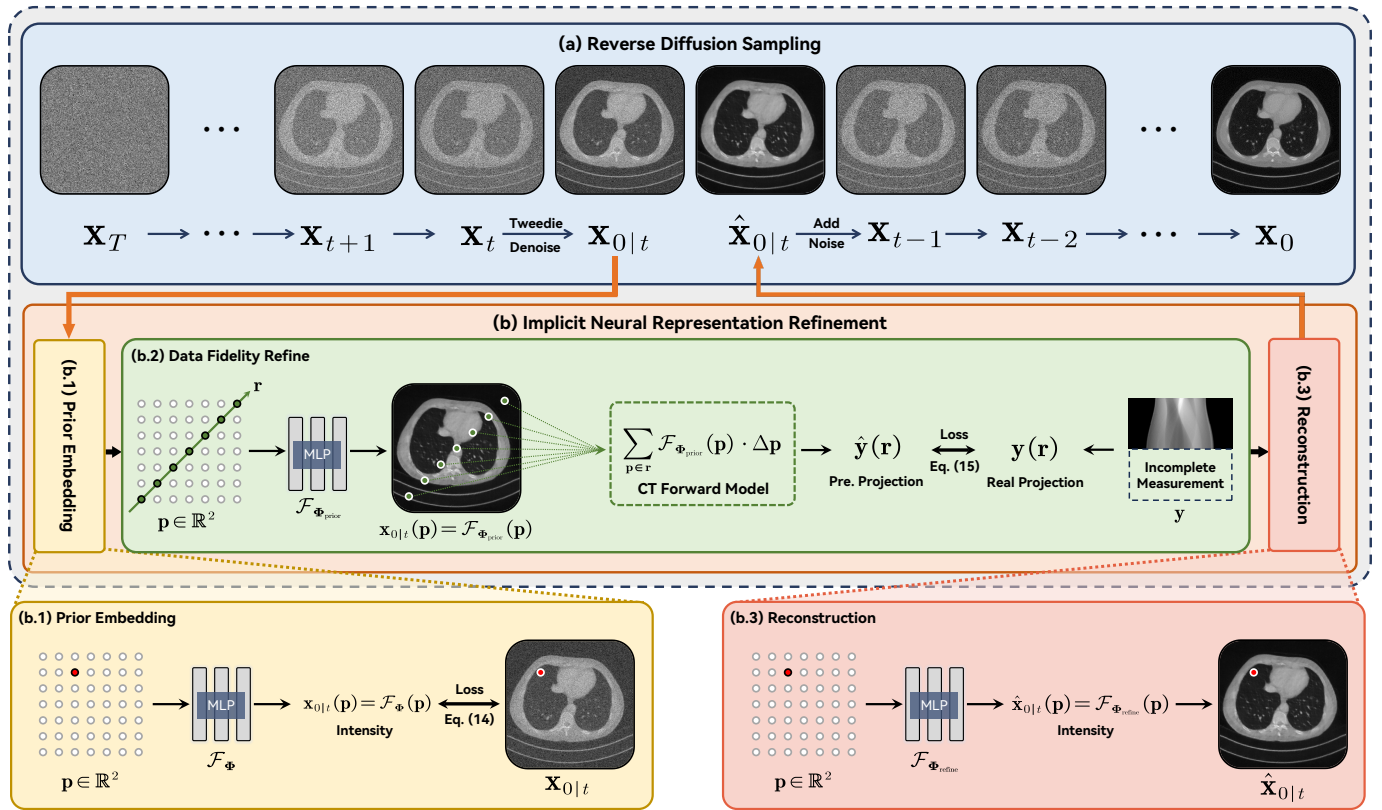 (a) Reverse Diffusion Sampling
··· ···
𝐱_T ··· 𝐱_{t+1} 𝐱_t Tweedie Denoise 𝐱_{0|t} 𝐱̂_{0|t} Add Noise 𝐱_{t−1} 𝐱_{t−2} ··· 𝐱_0
(b) Implicit Neural Representation Refinement
(b.1) Prior Embedding
(b.2) Data Fidelity Refine
r
p ∈ ℝ²
MLP
ℱ_{Φ_prior}
𝐱_{0|t}(p) = ℱ_{Φ_prior}(p)
∑_{p∈r} ℱ_{Φ_prior}(p) · Δp
CT Forward Model
ŷ(r)
Pre. Projection
Loss
Eq. (15)
y(r)
Real Projection
Incomplete
Measurement
y
(b.3) Reconstruction
(b.1) Prior Embedding
p ∈ ℝ²
MLP
ℱ_Φ
𝐱_{0|t}(p) = ℱ_Φ(p)
Intensity
Loss
Eq. (14)
𝐱_{0|t}
(b.3) Reconstruction
p ∈ ℝ²
MLP
ℱ_{Φ_refine}
𝐱̂_{0|t}(p) = ℱ_{Φ_refine}(p)
Intensity
𝐱̂_{0|t}